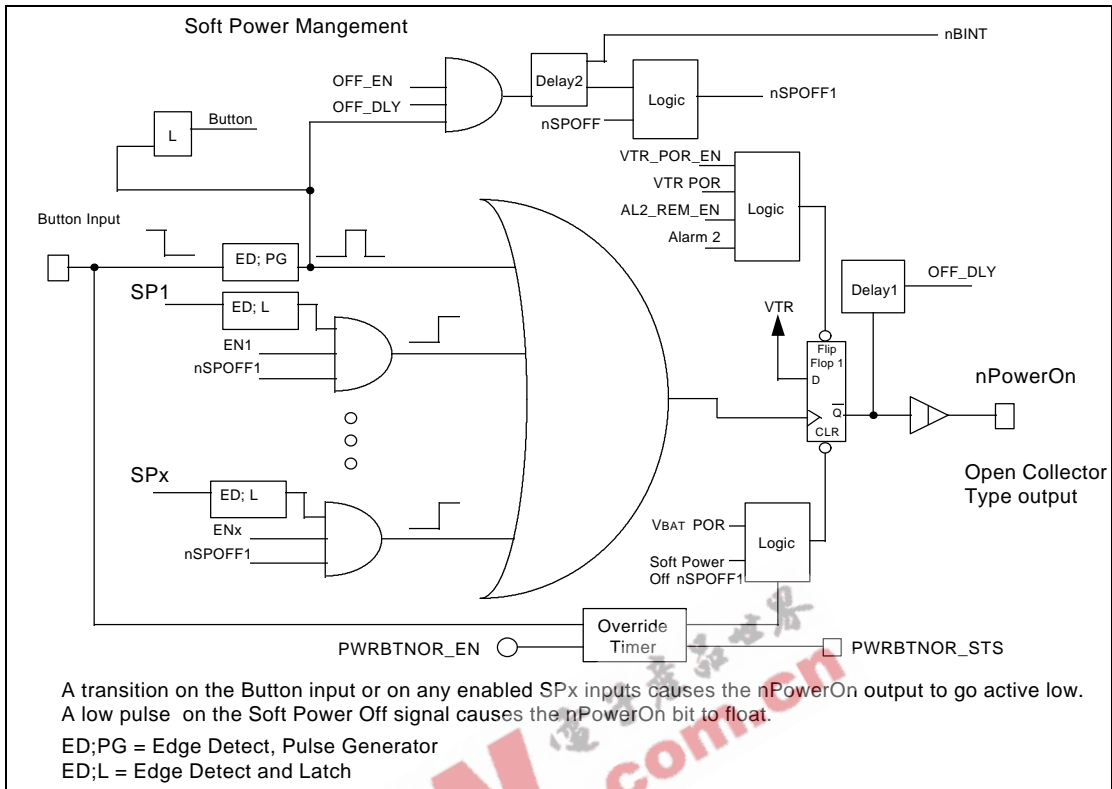 Soft Power Mangement
nBINT
OFF_EN
OFF_DLY
Delay2
Logic
nSPOFF1
nSPOFF
L
Button
VTR_POR_EN
VTR POR
AL2_REM_EN
Alarm 2
Logic
Button Input
ED; PG
SP1
ED; L
EN1
nSPOFF1
Delay1
OFF_DLY
VTR
Flip
Flop 1
D
Q
CLR
nPowerOn
SPx
ED; L
ENx
nSPOFF1
Open Collector
Type output
VBAT POR
Soft Power
Off nSPOFF1
Logic
Override
Timer
PWRBTNOR_EN
PWRBTNOR_STS
A transition on the Button input or on any enabled SPx inputs causes the nPowerOn output to go active low.
A low pulse on the Soft Power Off signal causes the nPowerOn bit to float.
ED;PG = Edge Detect, Pulse Generator
ED;L = Edge Detect and Latch
com.cn